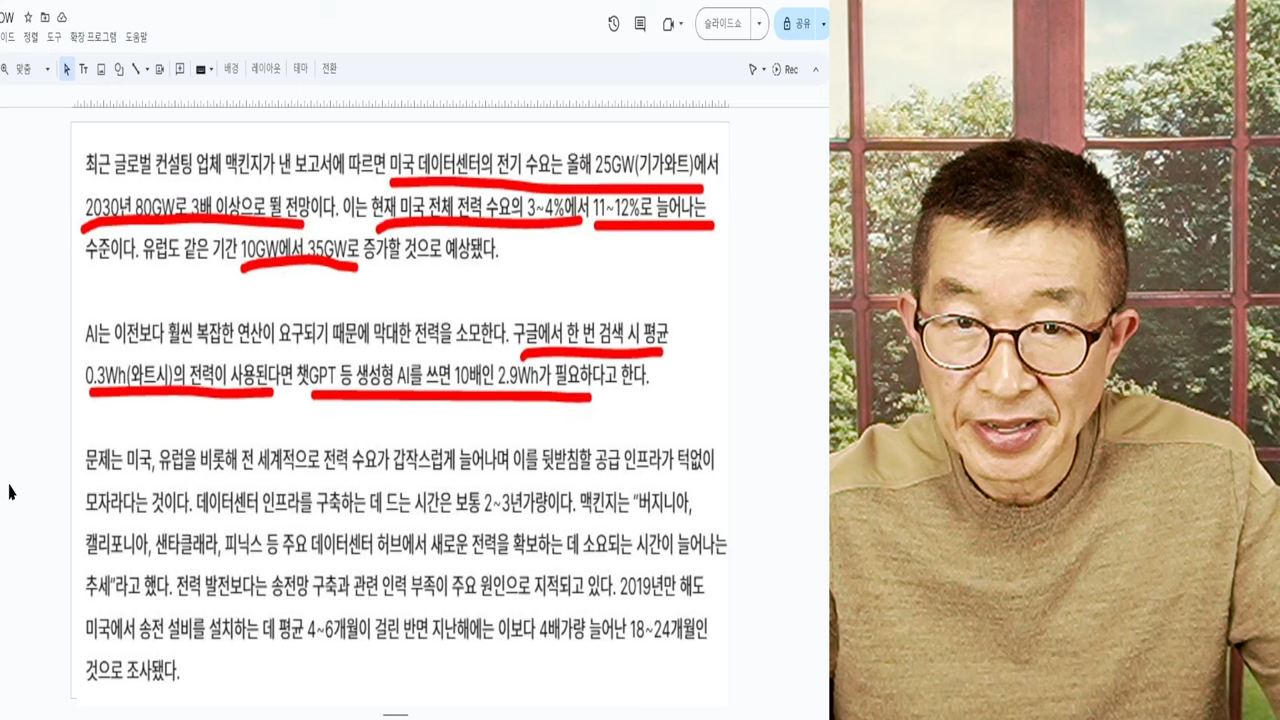 OW
이드 정렬 도구 확장 프로그램 도움말
슬라이드쇼
공유
맞춤 Tr 배경 레이아웃 테마 전환 Rec
최근 글로벌 컨설팅 업체 맥킨지가 낸 보고서에 따르면 미국 데이터센터의 전기 수요는 올해 25GW(기가와트)에서
2030년 80GW로 3배 이상으로 뛸 전망이다. 이는 현재 미국 전체 전력 수요의 3~4%에서 11~12%로 늘어나는
수준이다. 유럽도 같은 기간 10GW에서 35GW로 증가할 것으로 예상됐다.
AI는 이전보다 훨씬 복잡한 연산이 요구되기 때문에 막대한 전력을 소모한다. 구글에서 한 번 검색 시 평균
0.3Wh(와트시)의 전력이 사용된다면 챗GPT 등 생성형 AI를 쓰면 10배인 2.9Wh가 필요하다고 한다.
문제는 미국, 유럽을 비롯해 전 세계적으로 전력 수요가 갑작스럽게 늘어나며 이를 뒷받침할 공급 인프라가 턱없이
모자라다는 것이다. 데이터센터 인프라를 구축하는 데 드는 시간은 보통 2~3년가량이다. 맥킨지는 “버지니아,
캘리포니아, 샌타클래라, 피닉스 등 주요 데이터센터 허브에서 새로운 전력을 확보하는 데 소요되는 시간이 늘어나는
추세”라고 했다. 전력 발전보다는 송전망 구축과 관련 인력 부족이 주요 원인으로 지적되고 있다. 2019년만 해도
미국에서 송전 설비를 설치하는 데 평균 4~6개월이 걸린 반면 지난해에는 이보다 4배가량 늘어난 18~24개월인
것으로 조사됐다.